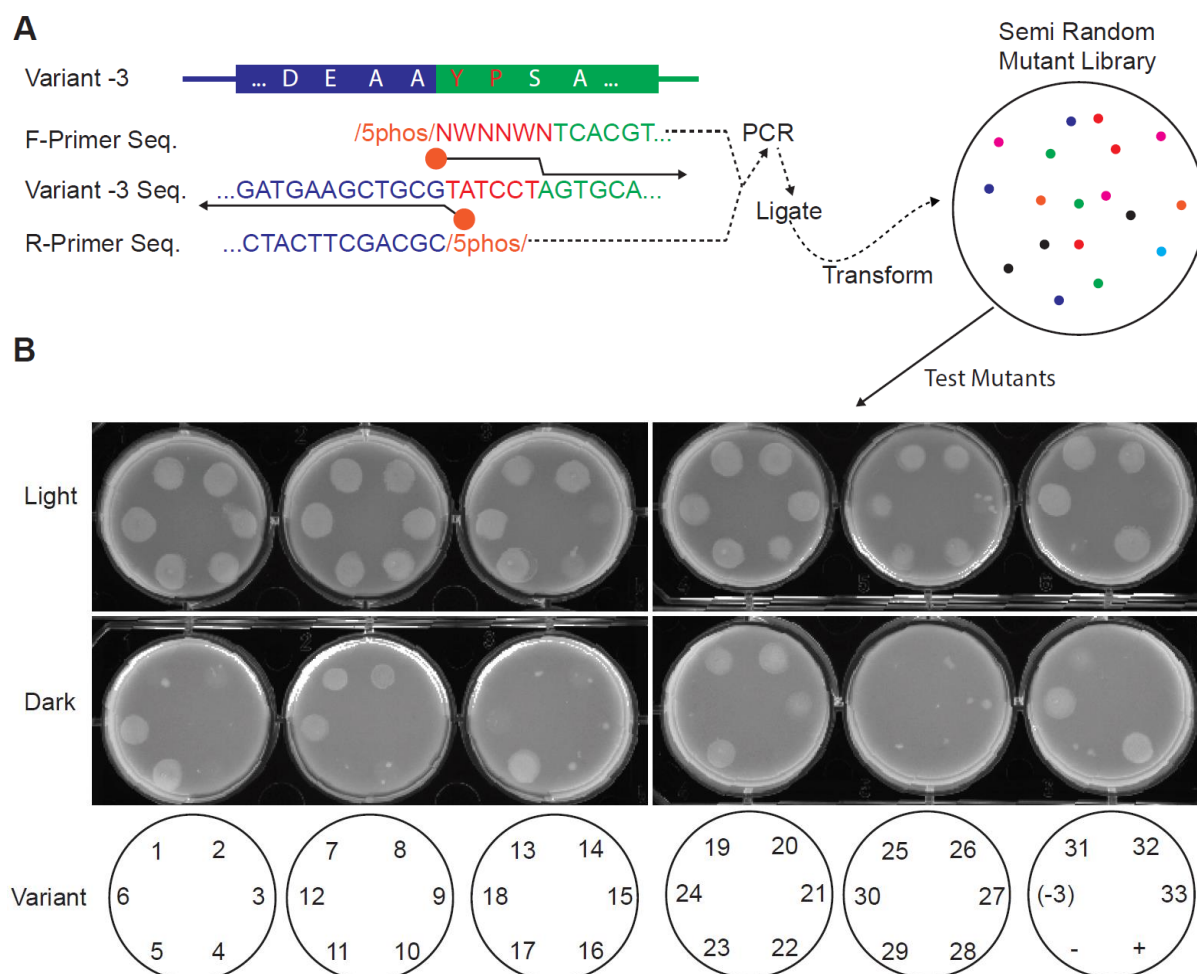 A
Variant -3
... D E A A Y P S A ...
Semi Random
Mutant Library
F-Primer Seq.
/5phos/NWNNWNTCACGT...
PCR
Variant -3 Seq.
...GATGAAGCTGCGTATCCTAGTGCA...
Ligate
R-Primer Seq.
...CTACTTCGACGC/5phos/
Transform
B
Test Mutants
Light
Dark
Variant
1 2
6 3
5 4
7 8
12 9
11 10
13 14
18 15
17 16
19 20
24 21
23 22
25 26
30 27
29 28
31 32
(-3) 33
- +